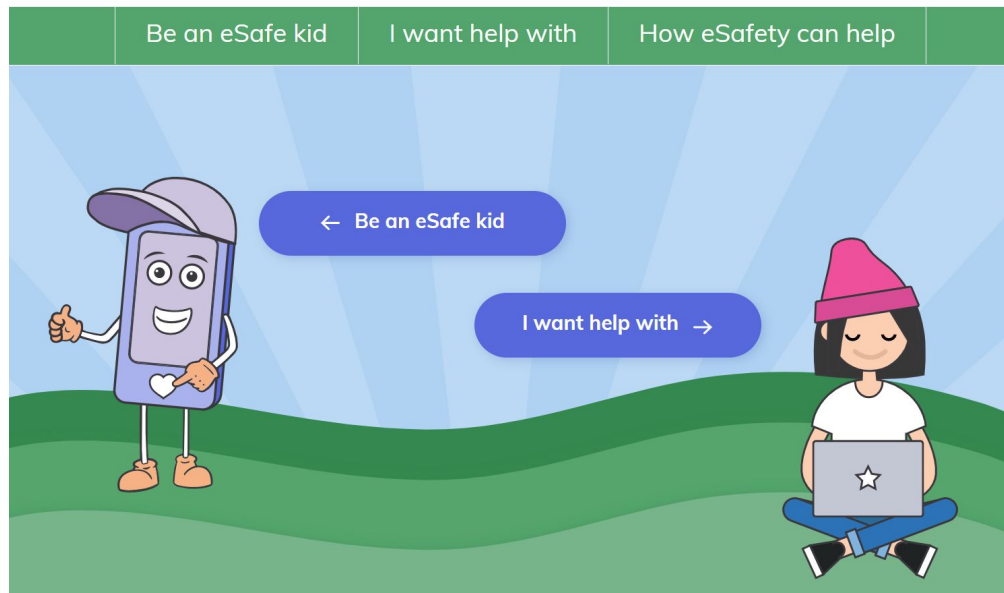 Be an eSafe kid
I want help with
How eSafety can help
← Be an eSafe kid
I want help with →